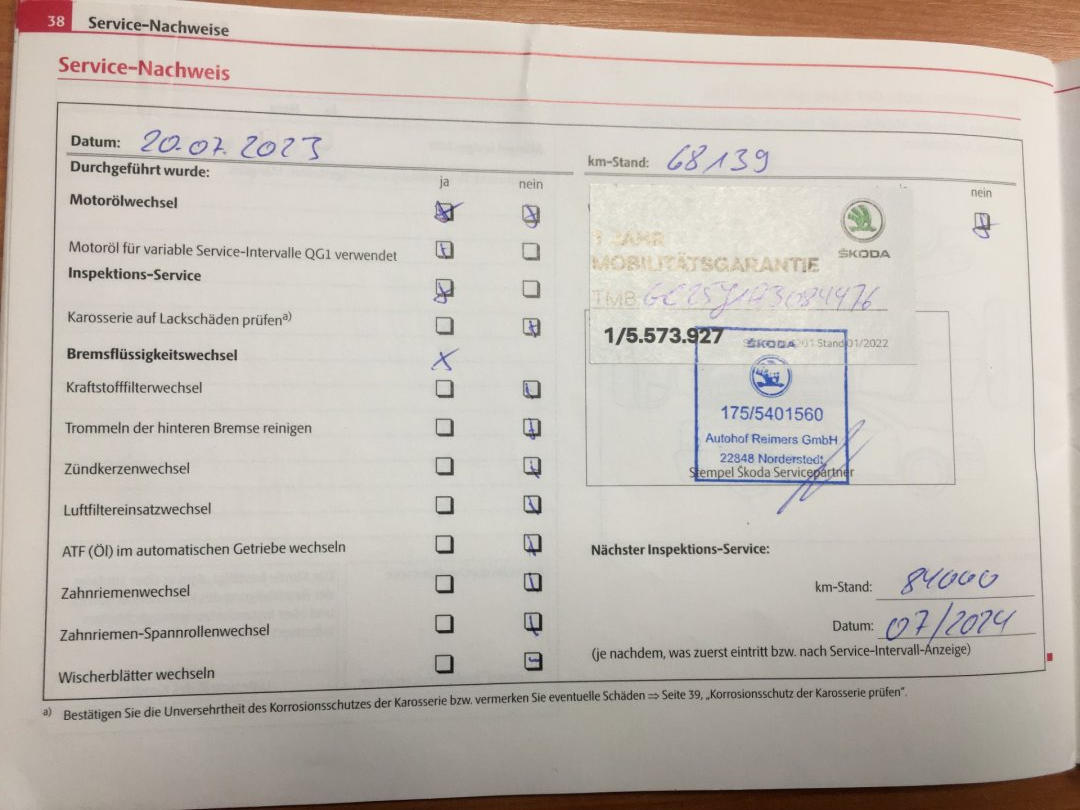 38 Service-Nachweise
Service-Nachweis
Datum: 20.07.2023
km-Stand: 68139
Durchgeführt wurde:
ja nein
nein
Motorölwechsel
Motoröl für variable Service-Intervalle QG1 verwendet
Inspektions-Service
Karosserie auf Lackschäden prüfen a)
Bremsflüssigkeitswechsel
Kraftstofffilterwechsel
Trommeln der hinteren Bremse reinigen
Zündkerzenwechsel
Luftfiltereinsatzwechsel
ATF (Öl) im automatischen Getriebe wechseln
Zahnriemenwechsel
Zahnriemen-Spannrollenwechsel
Wischerblätter wechseln
ŠKODA
1 JAHR
MOBILITÄTSGARANTIE
TMB
1/5.573.927
Stand 01/2022
ŠKODA
175/5401560
Autohof Reimers GmbH
22848 Norderstedt
Stempel Škoda Servicepartner
Nächster Inspektions-Service:
km-Stand: 84000
Datum: 07/2024
(je nachdem, was zuerst eintritt bzw. nach Service-Intervall-Anzeige)
a) Bestätigen Sie die Unversehrtheit des Korrosionsschutzes der Karosserie bzw. vermerken Sie eventuelle Schäden ⇒ Seite 39, „Korrosionsschutz der Karosserie prüfen“.